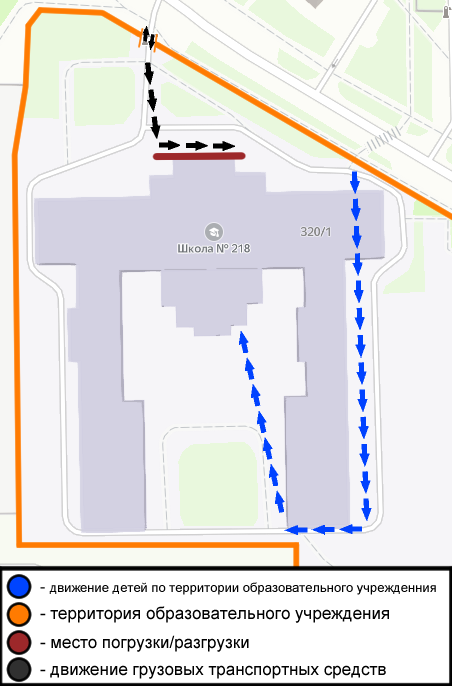 320/1
Школа № 218
- движение детей по территории образовательного учрежденния
- территория образовательного учреждения
- место погрузки/разгрузки
- движение грузовых транспортных средств